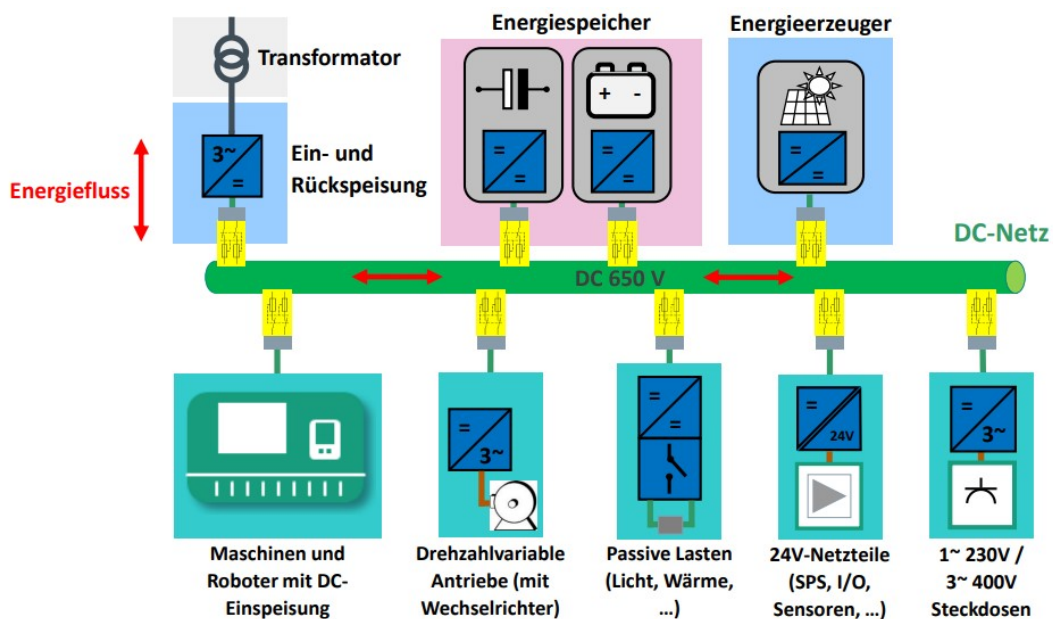 Energiespeicher
Energieerzeuger
Transformator
+ -
3~
=
Ein- und
Rückspeisung
=
=
=
=
=
=
Energiefluss
DC-Netz
DC 650 V
=
3~
=
=
=
24V
=
3~
Maschinen und
Roboter mit DC-
Einspeisung
Drehzahlvariable
Antriebe (mit
Wechselrichter)
Passive Lasten
(Licht, Wärme,
...)
24V-Netzteile
(SPS, I/O,
Sensoren, ...)
1~ 230V /
3~ 400V
Steckdosen